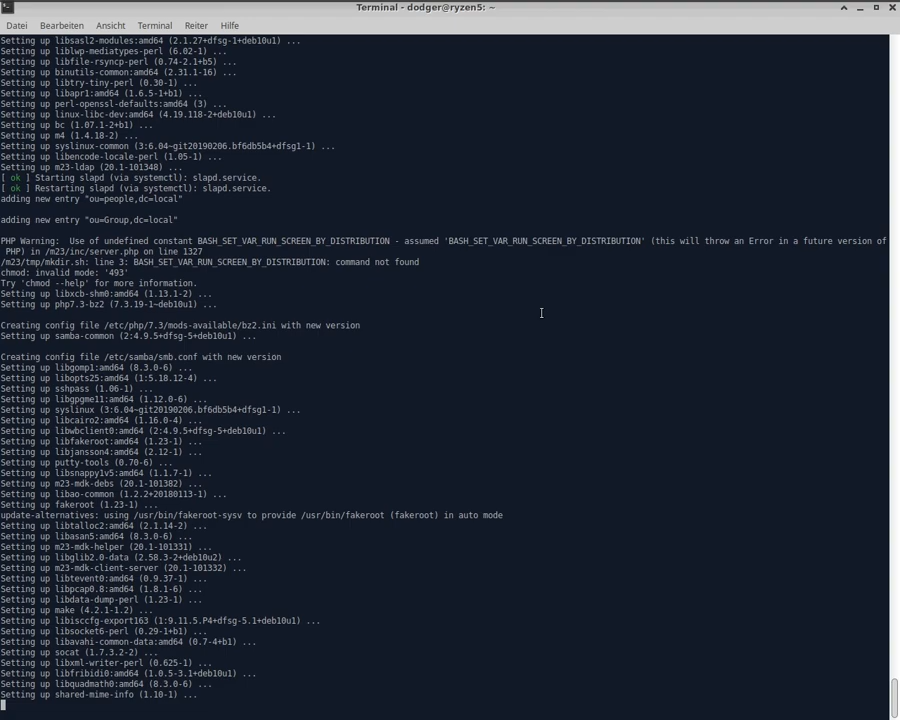 Terminal - dodger@ryzen5: ~
Datei Bearbeiten Ansicht Terminal Reiter Hilfe
Setting up libsasl2-modules:amd64 (2.1.27+dfsg-1+deb10u1) ...
Setting up liblwp-mediatypes-perl (6.02-1) ...
Setting up libfile-rsyncp-perl (0.74-2.1+b5) ...
Setting up binutils-common:amd64 (2.31.1-16) ...
Setting up libtry-tiny-perl (0.30-1) ...
Setting up libapr1:amd64 (1.6.5-1+b1) ...
Setting up perl-openssl-defaults:amd64 (3) ...
Setting up linux-libc-dev:amd64 (4.19.118-2+deb10u1) ...
Setting up bc (1.07.1-2+b1) ...
Setting up m4 (1.4.18-2) ...
Setting up syslinux-common (3:6.04~git20190206.bf6db5b4+dfsg1-1) ...
Setting up libencode-locale-perl (1.05-1) ...
Setting up m23-ldap (20.1-101348) ...
[ ok ] Starting slapd (via systemctl): slapd.service.
[ ok ] Restarting slapd (via systemctl): slapd.service.
adding new entry "ou=people,dc=local"
adding new entry "ou=Group,dc=local"
PHP Warning:  Use of undefined constant BASH_SET_VAR_RUN_SCREEN_BY_DISTRIBUTION - assumed 'BASH_SET_VAR_RUN_SCREEN_BY_DISTRIBUTION' (this will throw an Error in a future version of
PHP) in /m23/inc/server.php on line 1327
/m23/tmp/mkdir.sh: line 3: BASH_SET_VAR_RUN_SCREEN_BY_DISTRIBUTION: command not found
chmod: invalid mode: '493'
Try 'chmod --help' for more information.
Setting up libxcb-shm0:amd64 (1.13.1-2) ...
Setting up php7.3-bz2 (7.3.19-1~deb10u1) ...
Creating config file /etc/php/7.3/mods-available/bz2.ini with new version
Setting up samba-common (2:4.9.5+dfsg-5+deb10u1) ...
Creating config file /etc/samba/smb.conf with new version
Setting up libgomp1:amd64 (8.3.0-6) ...
Setting up libopts25:amd64 (1:5.18.12-4) ...
Setting up sshpass (1.06-1) ...
Setting up libgpgme11:amd64 (1.12.0-6) ...
Setting up syslinux (3:6.04~git20190206.bf6db5b4+dfsg1-1) ...
Setting up libcairo2:amd64 (1.16.0-4) ...
Setting up libwbclient0:amd64 (2:4.9.5+dfsg-5+deb10u1) ...
Setting up libfakeroot:amd64 (1.23-1) ...
Setting up libjansson4:amd64 (2.12-1) ...
Setting up putty-tools (0.70-6) ...
Setting up libsnappy1v5:amd64 (1.1.7-1) ...
Setting up m23-mdk-debs (20.1-101382) ...
Setting up libao-common (1.2.2+20180113-1) ...
Setting up fakeroot (1.23-1) ...
update-alternatives: using /usr/bin/fakeroot-sysv to provide /usr/bin/fakeroot (fakeroot) in auto mode
Setting up libtalloc2:amd64 (2.1.14-2) ...
Setting up libasan5:amd64 (8.3.0-6) ...
Setting up m23-mdk-helper (20.1-101331) ...
Setting up libglib2.0-data (2.58.3-2+deb10u2) ...
Setting up m23-mdk-client-server (20.1-101332) ...
Setting up libtevent0:amd64 (0.9.37-1) ...
Setting up libpcap0.8:amd64 (1.8.1-6) ...
Setting up libdata-dump-perl (1.23-1) ...
Setting up make (4.2.1-1.2) ...
Setting up libisccfg-export163 (1:9.11.5.P4+dfsg-5.1+deb10u1) ...
Setting up libsocket6-perl (0.29-1+b1) ...
Setting up libavahi-common-data:amd64 (0.7-4+b1) ...
Setting up socat (1.7.3.2-2) ...
Setting up libxml-writer-perl (0.625-1) ...
Setting up libfribidi0:amd64 (1.0.5-3.1+deb10u1) ...
Setting up libquadmath0:amd64 (8.3.0-6) ...
Setting up shared-mime-info (1.10-1) ...